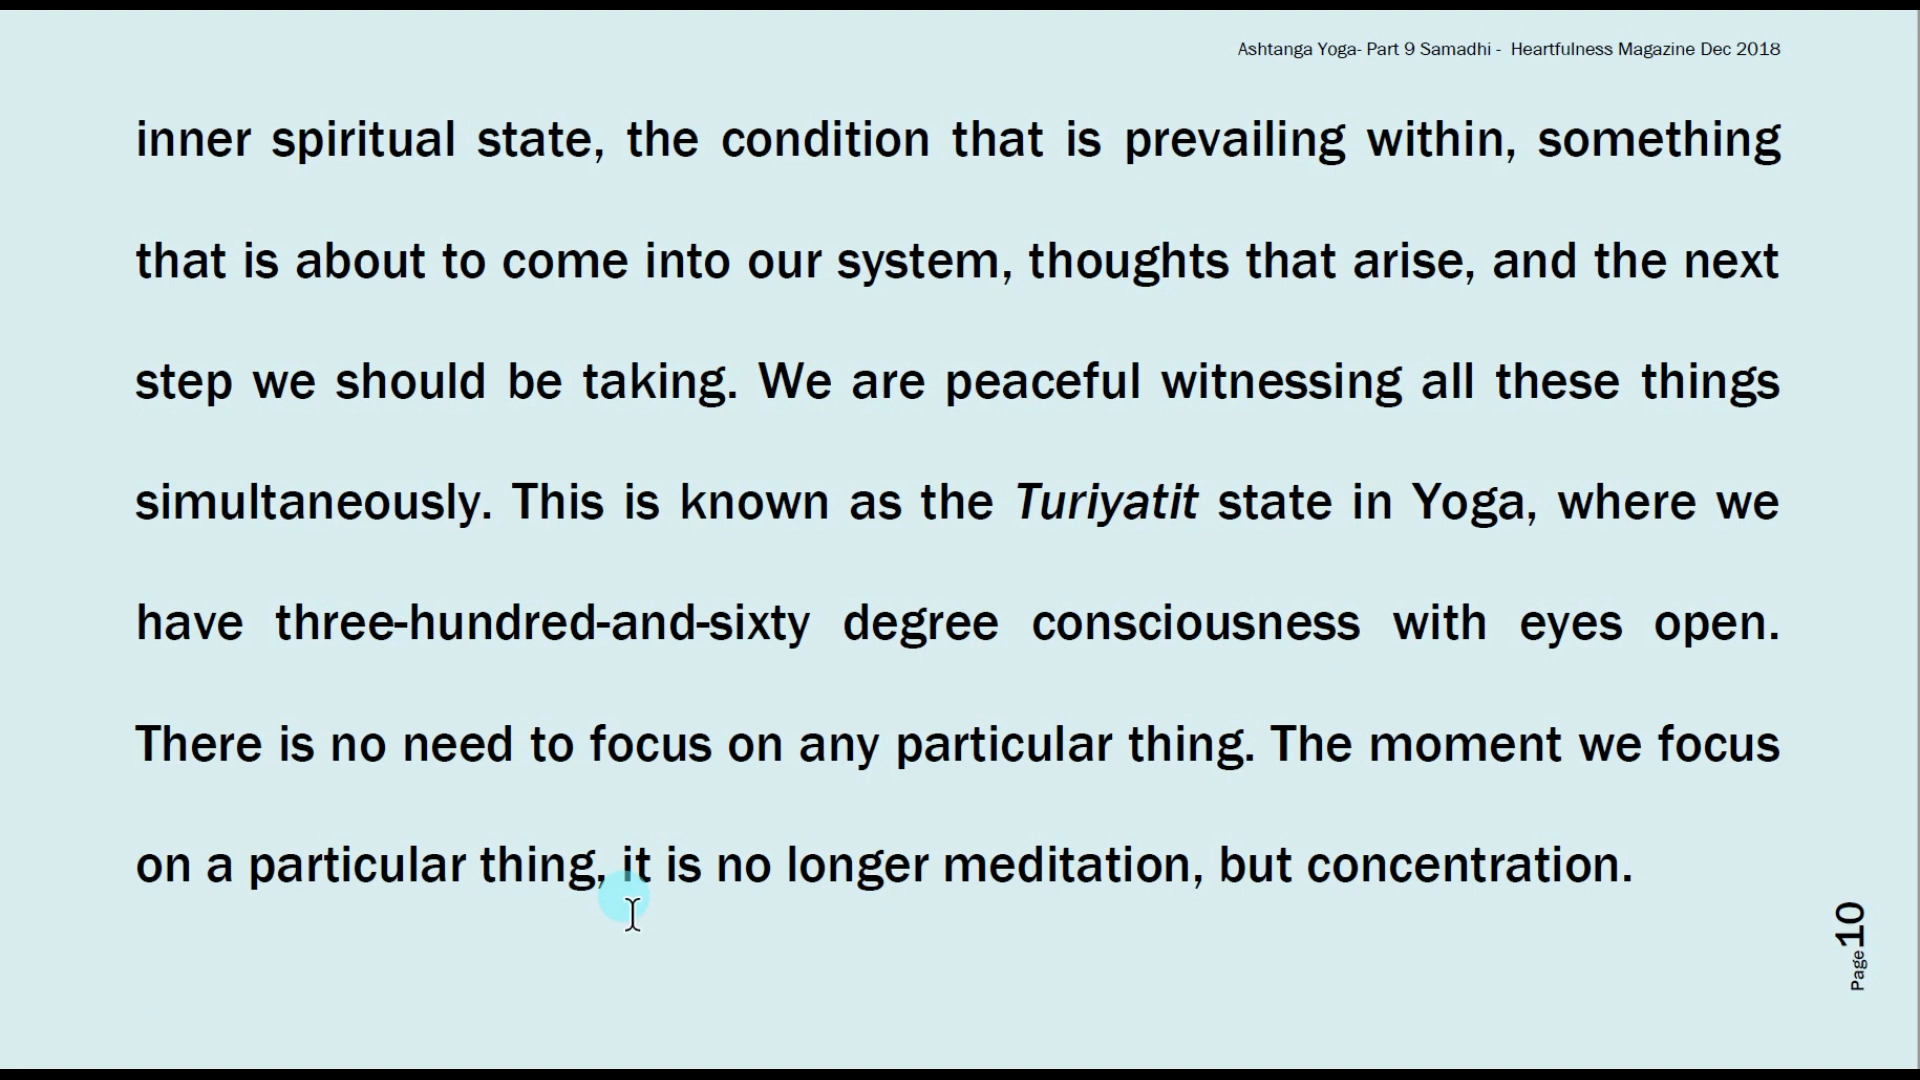 Ashtanga Yoga- Part 9 Samadhi - Heartfulness Magazine Dec 2018
inner spiritual state, the condition that is prevailing within, something
that is about to come into our system, thoughts that arise, and the next
step we should be taking. We are peaceful witnessing all these things
simultaneously. This is known as the Turiyatit state in Yoga, where we
have three-hundred-and-sixty degree consciousness with eyes open.
There is no need to focus on any particular thing. The moment we focus
on a particular thing, it is no longer meditation, but concentration.
Page10